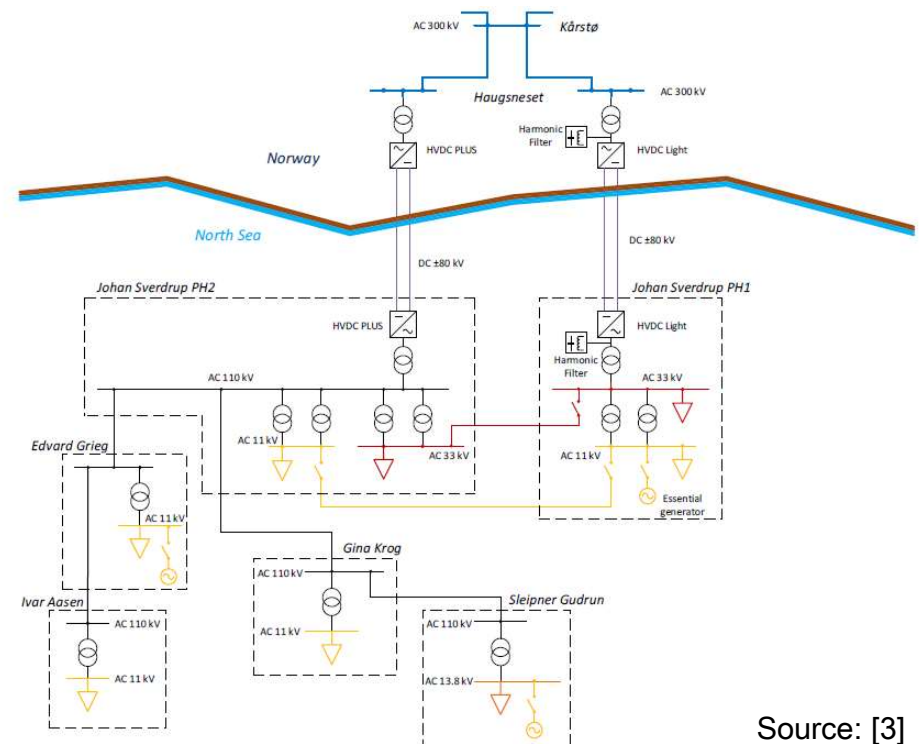 AC 300 kV
Kårstø
Haugsneset
AC 300 kV
Harmonic
Filter
HVDC PLUS
HVDC Light
Norway
North Sea
DC ±80 kV
DC ±80 kV
Johan Sverdrup PH2
Johan Sverdrup PH1
HVDC PLUS
HVDC Light
Harmonic
Filter
AC 110 kV
AC 33 kV
AC 11 kV
AC 33 kV
AC 11 kV
Essential
generator
Edvard Grieg
AC 11 kV
Gina Krog
AC 110 kV
AC 11 kV
Ivar Aasen
AC 110 kV
AC 11 kV
Sleipner Gudrun
AC 110 kV
AC 13.8 kV
Source: [3]